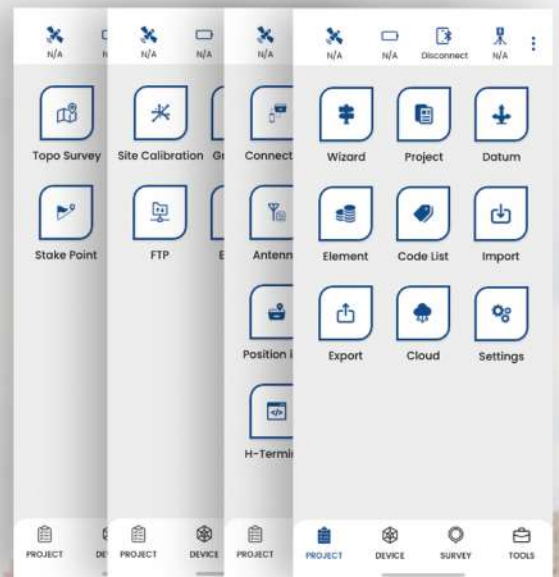 N/A
Topo Survey
Stake Point
PROJECT
N/A
Site Calibration
FTP
PROJECT
DEVICE
N/A
Connect
Antenn
Position i
H-Termi
PROJECT
N/A N/A Disconnect N/A
Wizard Project Datum
Element Code List Import
Export Cloud Settings
PROJECT DEVICE SURVEY TOOLS